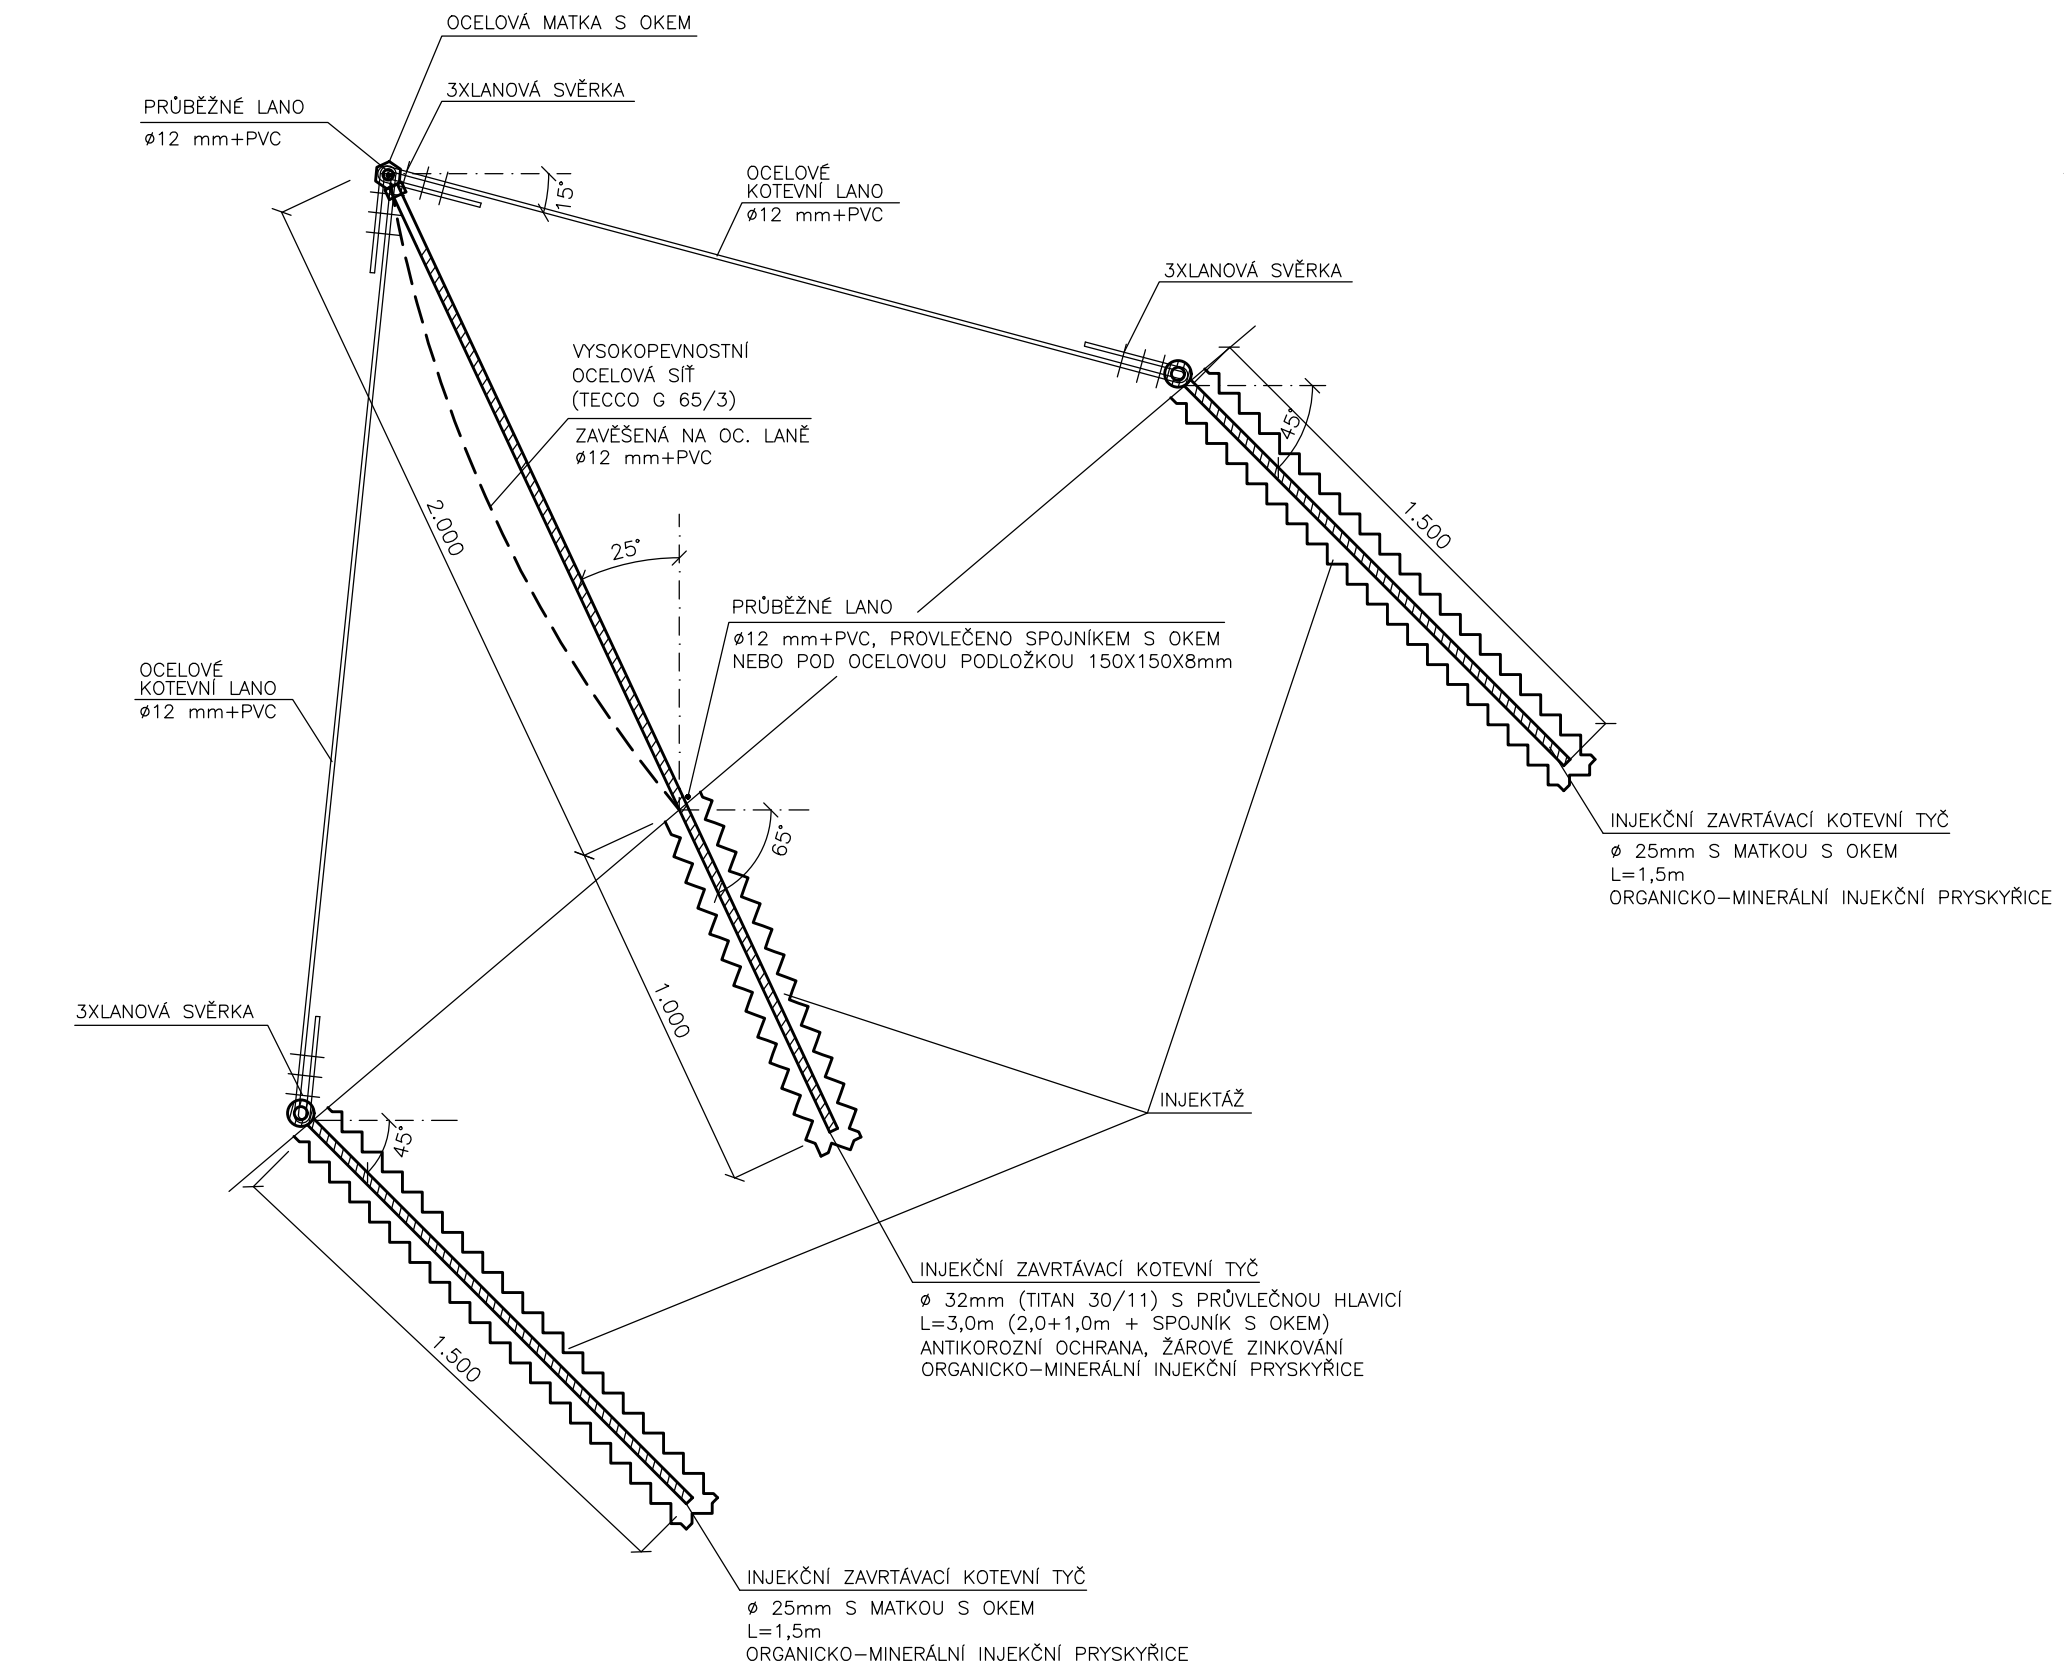 OCELOVÁ MATKA S OKEM
3XLANOVÁ SVĚRKA
PRŮBĚŽNÉ LANO
ø12 mm+PVC
15°
OCELOVÉ
KOTEVNÍ LANO
ø12 mm+PVC
3XLANOVÁ SVĚRKA
VYSOKOPEVNOSTNÍ
OCELOVÁ SÍŤ
(TECCO G 65/3)
ZAVĚŠENÁ NA OC. LANĚ
ø12 mm+PVC
45°
1.500
2.000
25°
PRŮBĚŽNÉ LANO
ø12 mm+PVC, PROVLEČENO SPOJNÍKEM S OKEM
NEBO POD OCELOVOU PODLOŽKOU 150X150X8mm
OCELOVÉ
KOTEVNÍ LANO
ø12 mm+PVC
65°
INJEKČNÍ ZAVRTÁVACÍ KOTEVNÍ TYČ
ø 25mm S MATKOU S OKEM
L=1,5m
ORGANICKO–MINERÁLNÍ INJEKČNÍ PRYSKYŘICE
1.000
3XLANOVÁ SVĚRKA
INJEKTÁŽ
45°
INJEKČNÍ ZAVRTÁVACÍ KOTEVNÍ TYČ
ø 32mm (TITAN 30/11) S PRŮVLEČNOU HLAVICÍ
L=3,0m (2,0+1,0m + SPOJNÍK S OKEM)
ANTIKOROZNÍ OCHRANA, ŽÁROVÉ ZINKOVÁNÍ
ORGANICKO–MINERÁLNÍ INJEKČNÍ PRYSKYŘICE
1.500
INJEKČNÍ ZAVRTÁVACÍ KOTEVNÍ TYČ
ø 25mm S MATKOU S OKEM
L=1,5m
ORGANICKO–MINERÁLNÍ INJEKČNÍ PRYSKYŘICE